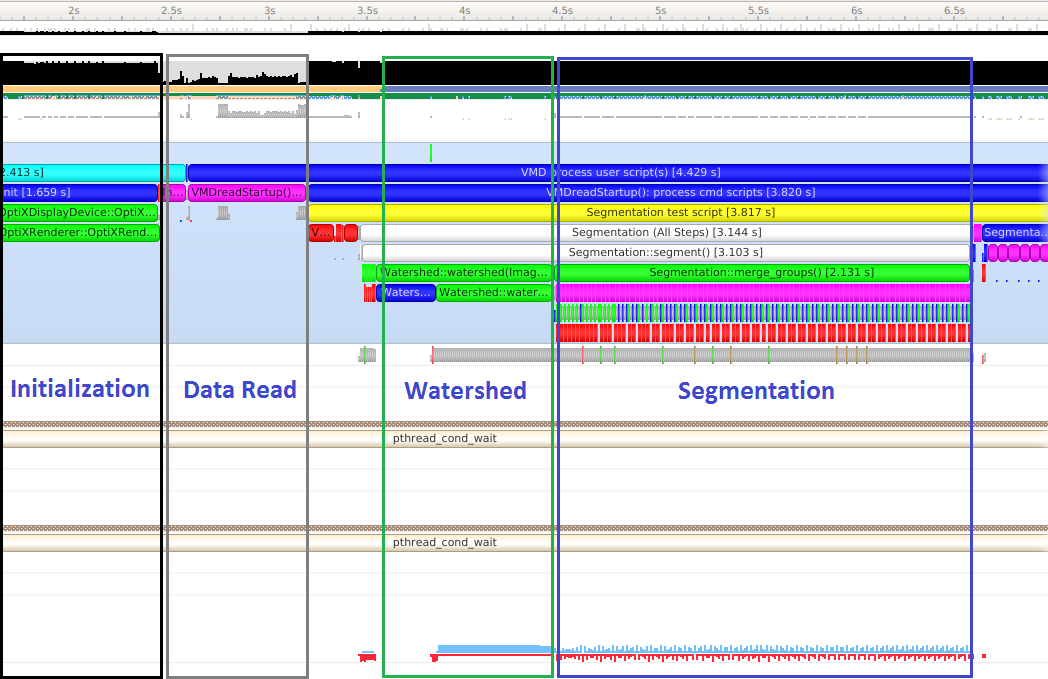 2s 2.5s 3s 3.5s 4s 4.5s 5s 5.5s 6s 6.5s
2.413 s] VMD process user script(s) [4.429 s]
nit [1.659 s] n... VMDreadStartup()... VMDreadStartup(): process cmd scripts [3.820 s]
OptiXDisplayDevice::OptiX... Segmentation test script [3.817 s]
OptiXRenderer::OptiXRend... V... Segmentation (All Steps) [3.144 s] Segmenta...
Segmentation::segment() [3.103 s]
Watershed::watershed(Imag... Segmentation::merge_groups() [2.131 s]
Waters... Watershed::water...
Initialization Data Read Watershed Segmentation
pthread_cond_wait
pthread_cond_wait